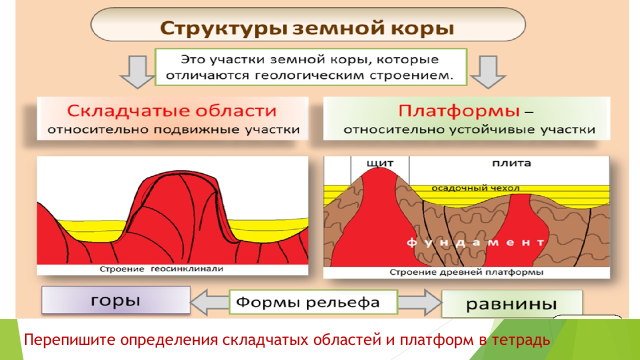 Структуры земной коры
Это участки земной коры, которые
отличаются геологическим строением.
Складчатые области
относительно подвижные участки
Платформы –
относительно устойчивые участки
щит
плита
осадочный чехол
фундамент
Строение геосинклинали
Строение древней платформы
горы
Формы рельефа
равнины
Перепишите определения складчатых областей и платформ в тетрадь